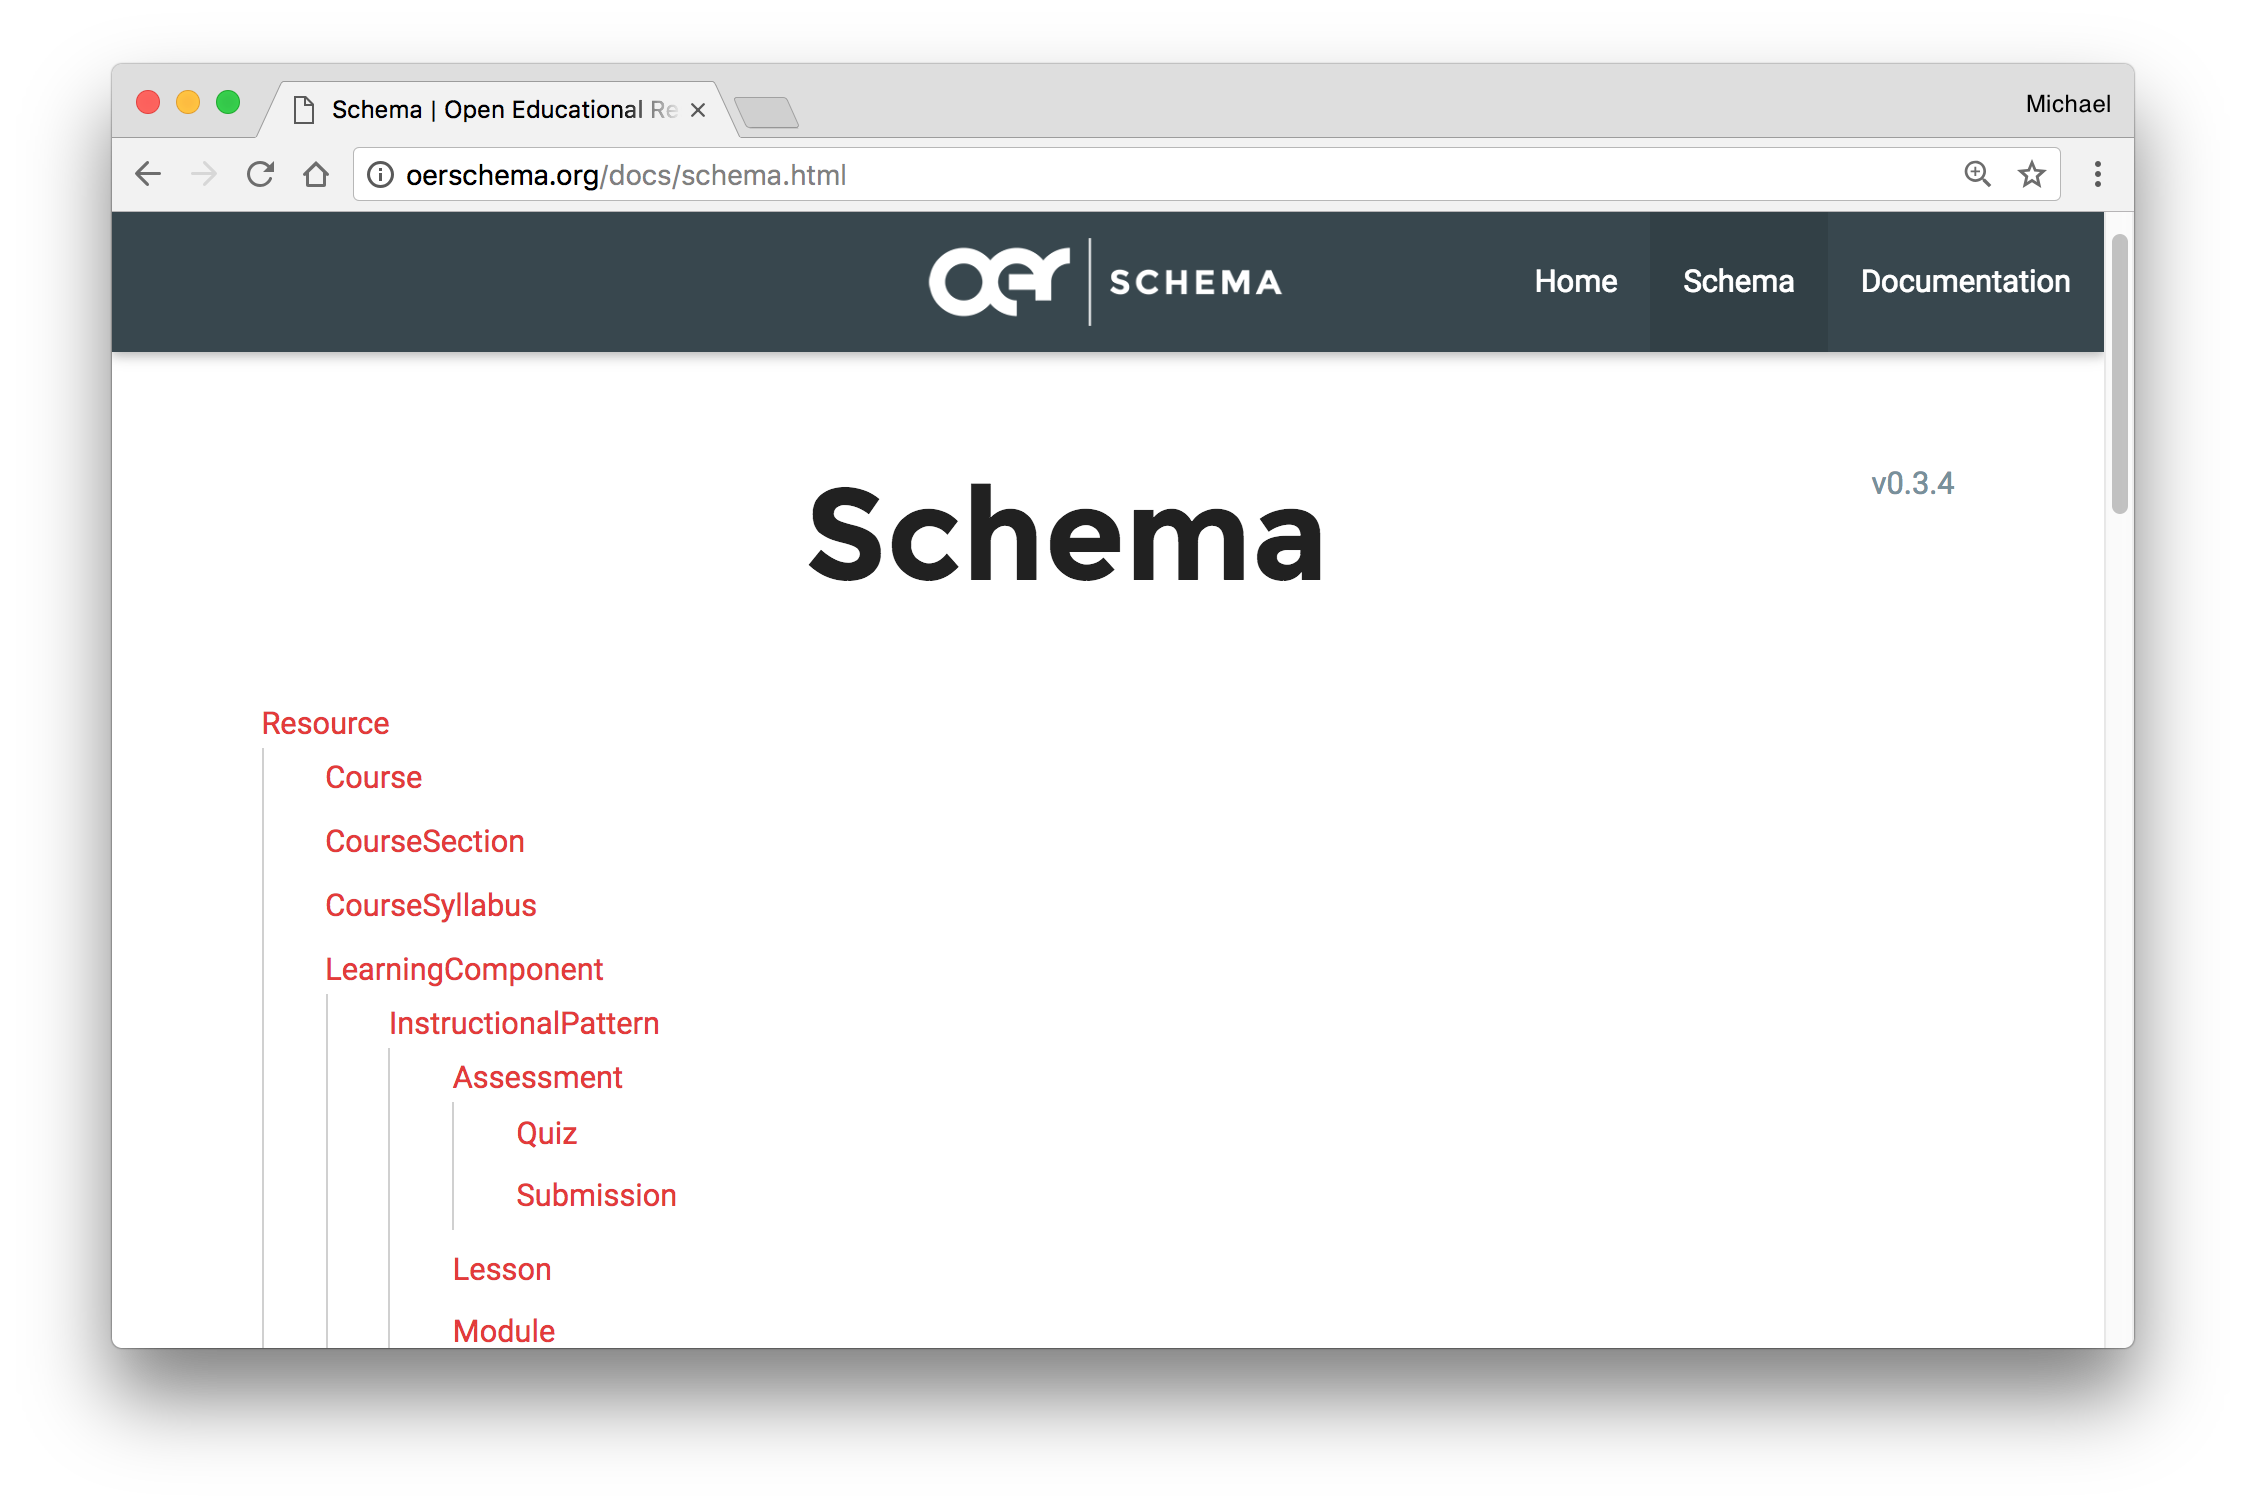 Schema | Open Educational Re
Michael
oerschema.org/docs/schema.html
oer | SCHEMA
Home
Schema
Documentation
Schema
v0.3.4
Resource
Course
CourseSection
CourseSyllabus
LearningComponent
InstructionalPattern
Assessment
Quiz
Submission
Lesson
Module